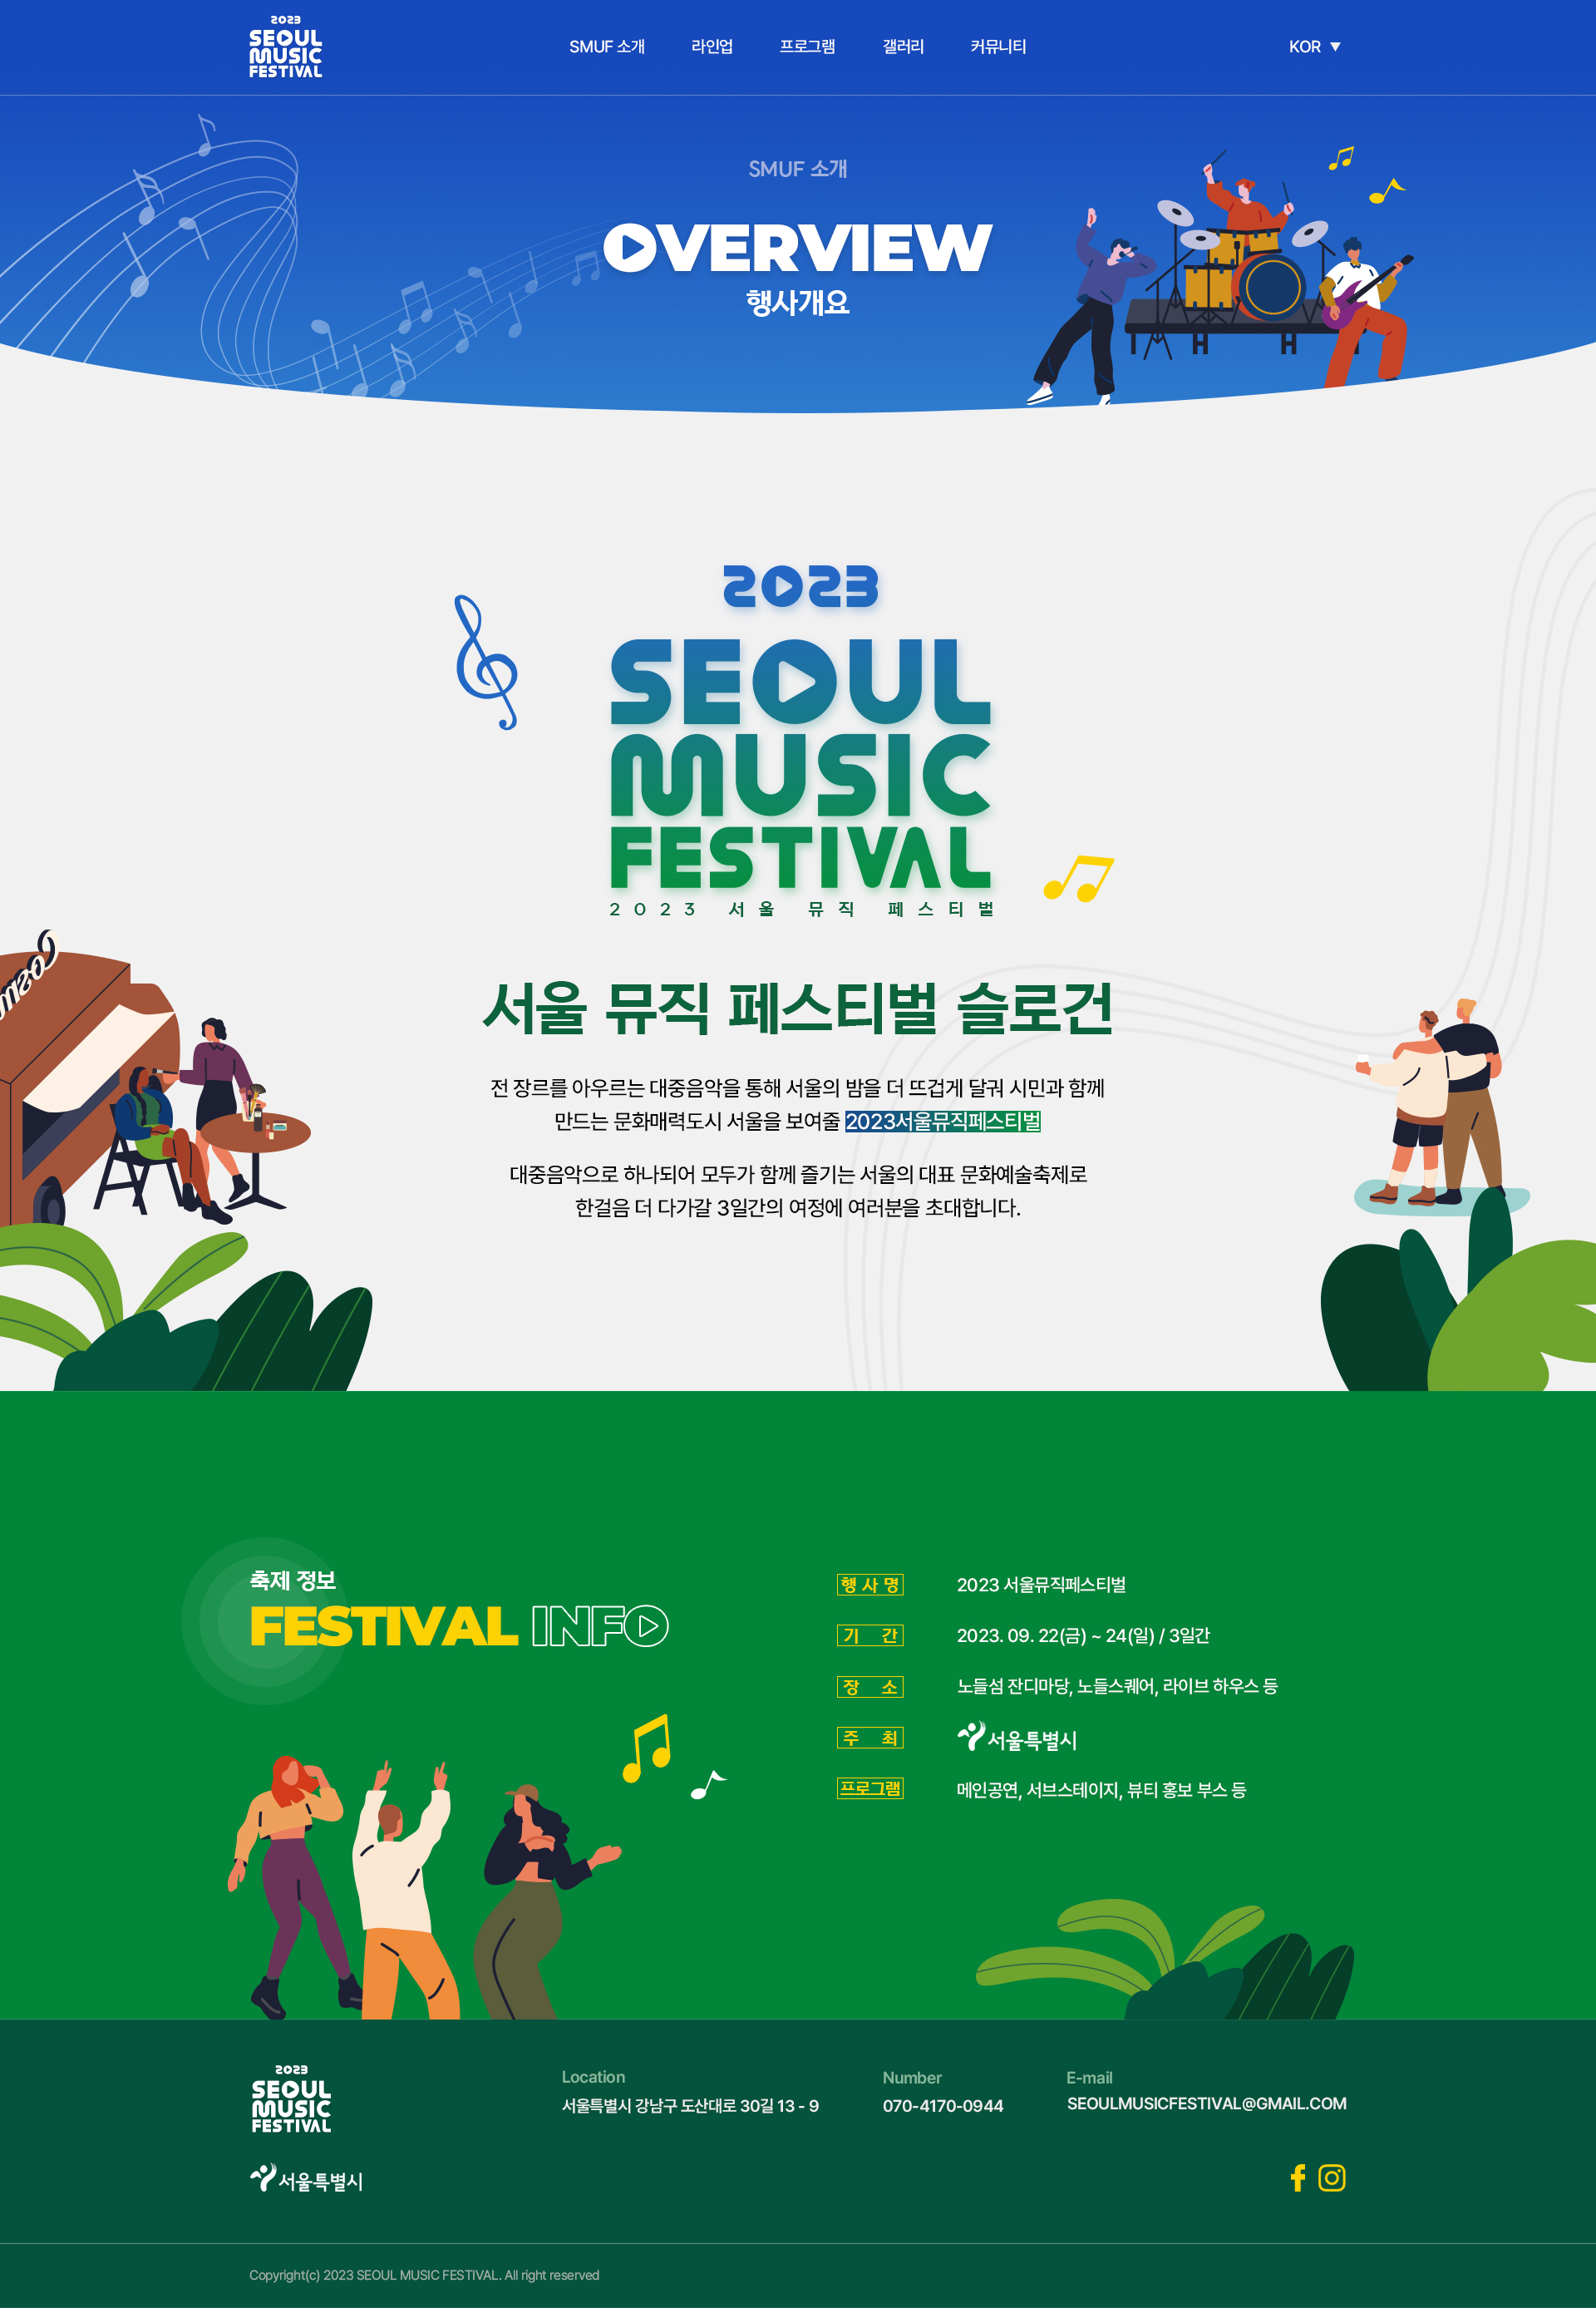 2023
SEOUL
MUSIC
FESTIVAL
SMUF 소개
라인업
프로그램
갤러리
커뮤니티
KOR ▼
SMUF 소개
OVERVIEW
행사개요
2023
SEOUL
MUSIC
FESTIVAL
2023 서울 뮤직 페스티벌
서울 뮤직 페스티벌 슬로건
전 장르를 아우르는 대중음악을 통해 서울의 밤을 더 뜨겁게 달궈 시민과 함께
만드는 문화매력도시 서울을 보여줄 2023서울뮤직페스티벌
대중음악으로 하나되어 모두가 함께 즐기는 서울의 대표 문화예술축제로
한걸음 더 다가갈 3일간의 여정에 여러분을 초대합니다.
축제 정보
FESTIVAL INFO
행 사 명 2023 서울뮤직페스티벌
기 간 2023. 09. 22(금) ~ 24(일) / 3일간
장 소 노들섬 잔디마당, 노들스퀘어, 라이브 하우스 등
주 최 서울특별시
프로그램 메인공연, 서브스테이지, 뷰티 홍보 부스 등
2023
SEOUL
MUSIC
FESTIVAL
서울특별시
Location
서울특별시 강남구 도산대로 30길 13 - 9
Number
070-4170-0944
E-mail
SEOULMUSICFESTIVAL@GMAIL.COM
Copyright(c) 2023 SEOUL MUSIC FESTIVAL. All right reserved